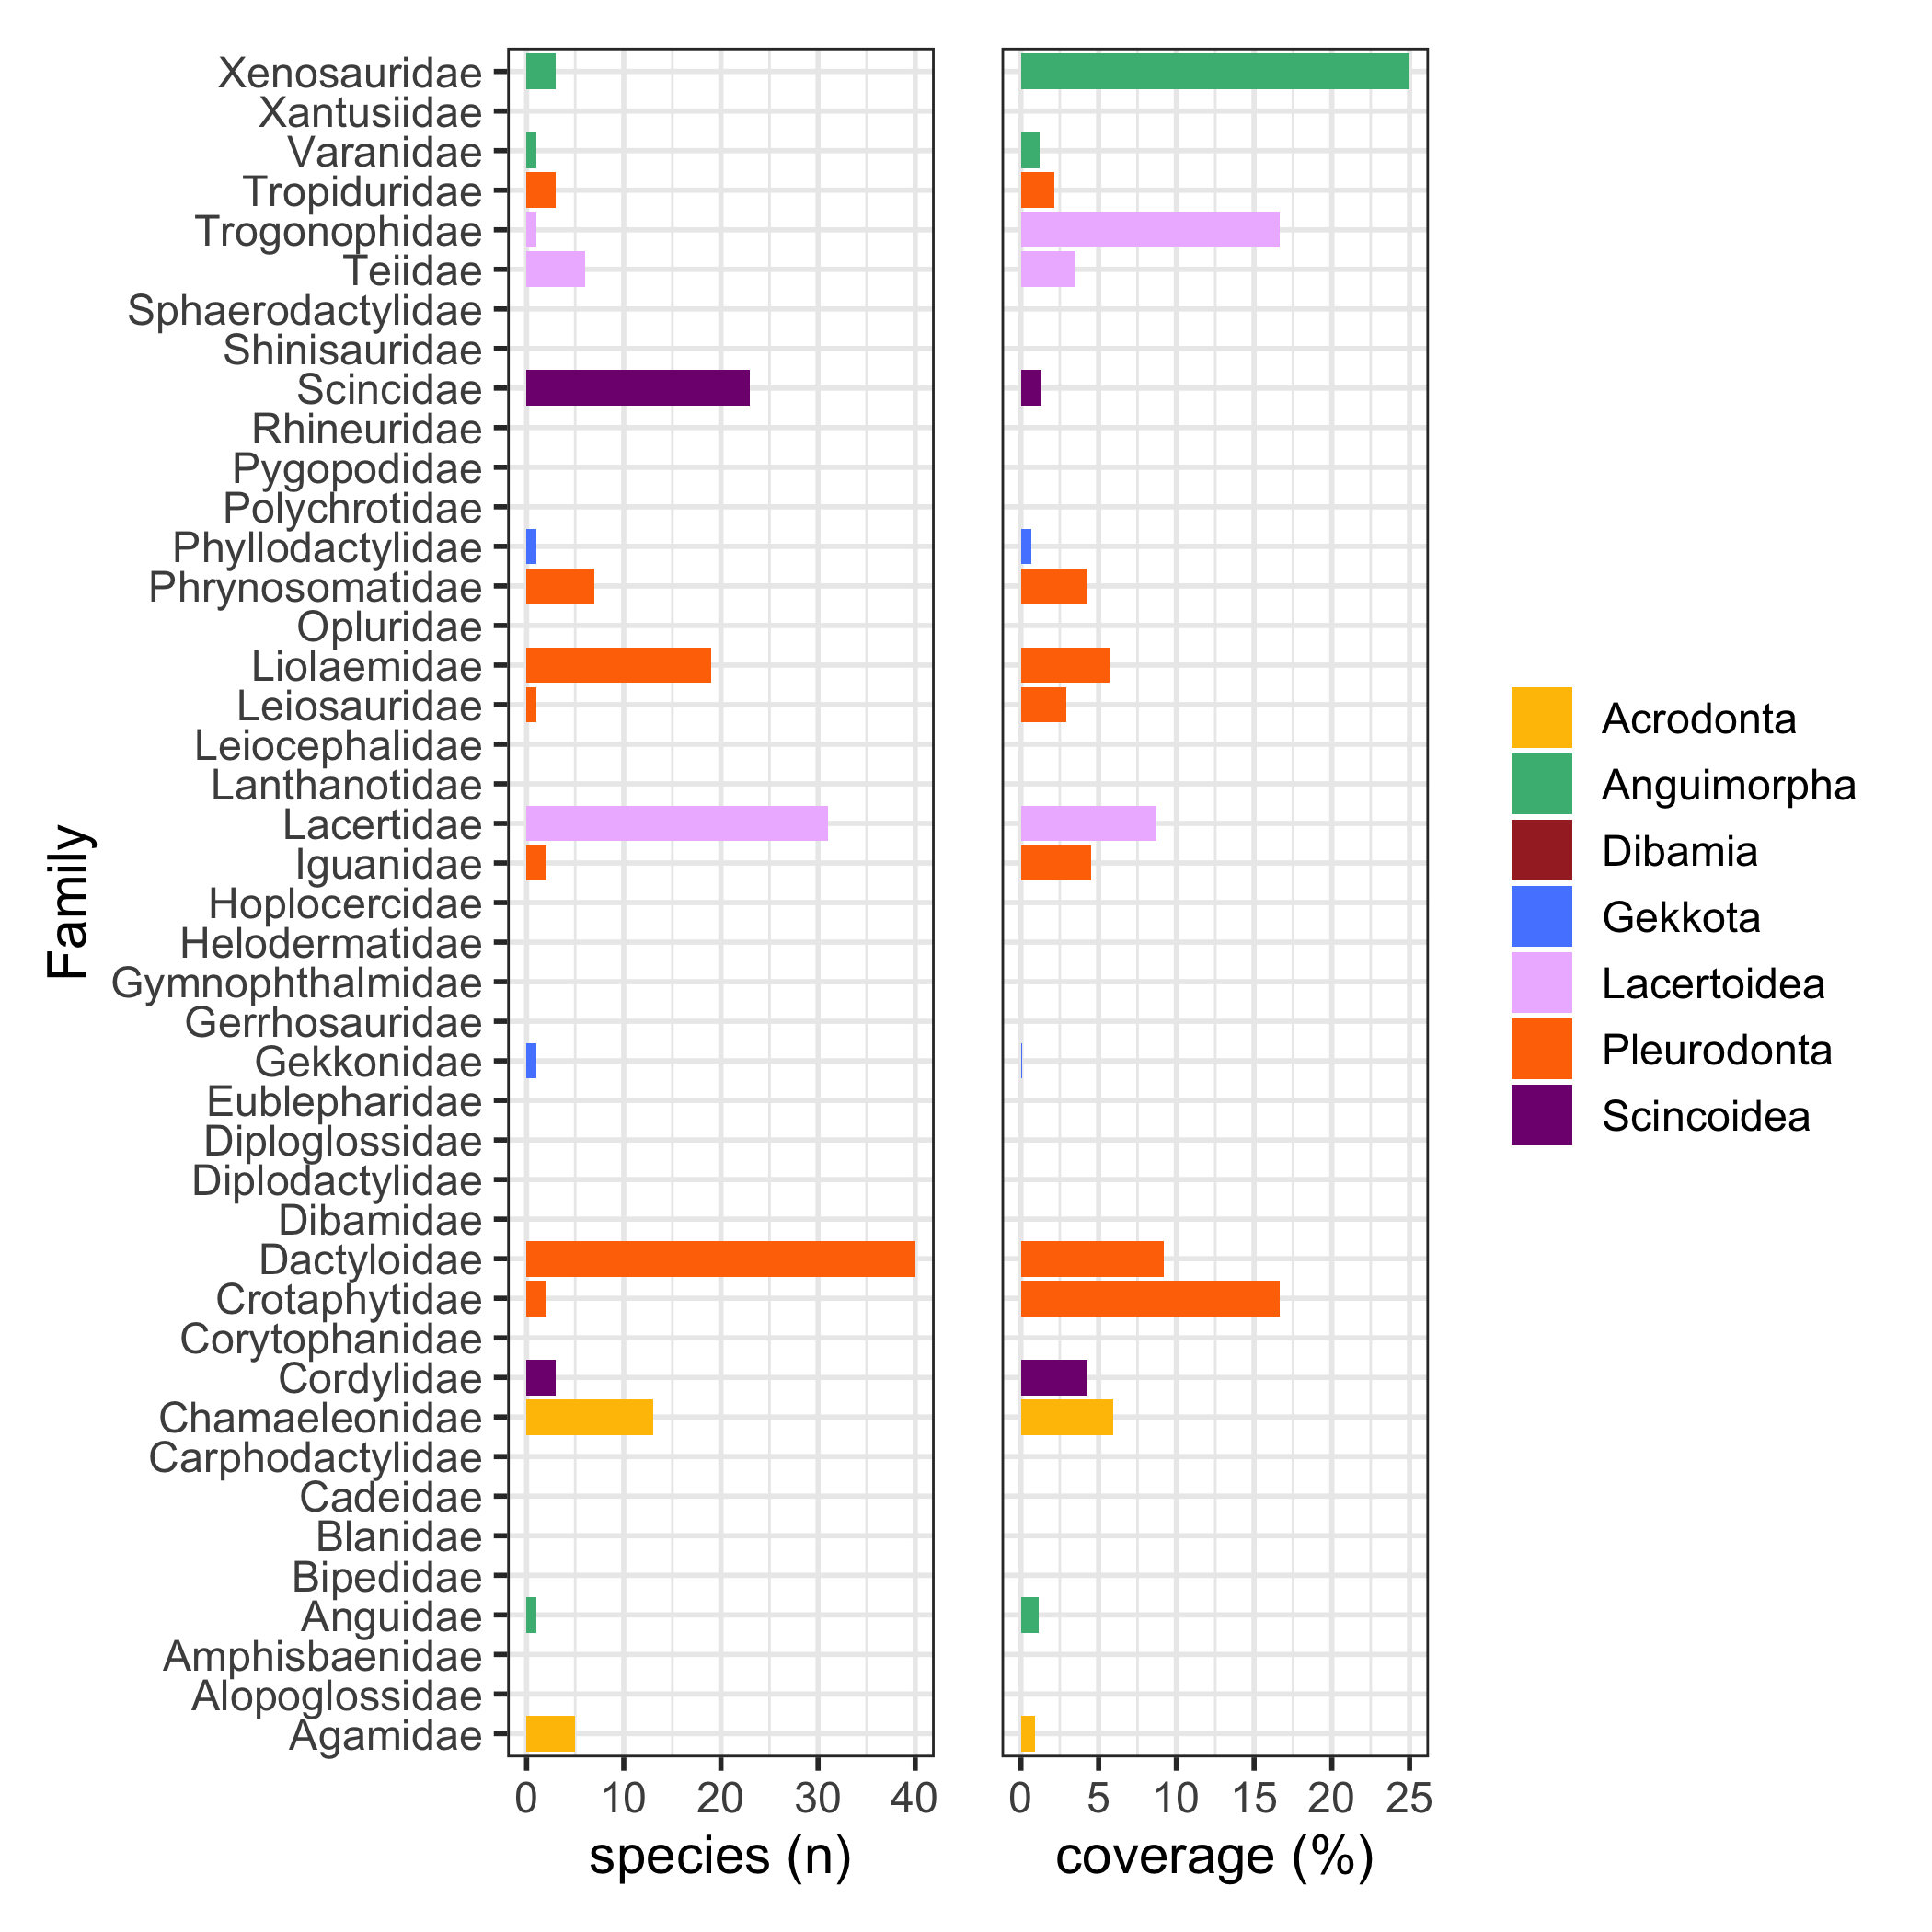 Family
Xenosauridae
Xantusiidae
Varanidae
Tropiduridae
Trogonophidae
Teiidae
Sphaerodactylidae
Shinisauridae
Scincidae
Rhineuridae
Pygopodidae
Polychrotidae
Phyllodactylidae
Phrynosomatidae
Opluridae
Liolaemidae
Leiosauridae
Leiocephalidae
Lanthanotidae
Lacertidae
Iguanidae
Hoplocercidae
Helodermatidae
Gymnophthalmidae
Gerrhosauridae
Gekkonidae
Eublepharidae
Diploglossidae
Diplodactylidae
Dibamidae
Dactyloidae
Crotaphytidae
Corytophanidae
Cordylidae
Chamaeleonidae
Carphodactylidae
Cadeidae
Blanidae
Bipedidae
Anguidae
Amphisbaenidae
Alopoglossidae
Agamidae
0 10 20 30 40
species (n)
0 5 10 15 20 25
coverage (%)
Acrodonta
Anguimorpha
Dibamia
Gekkota
Lacertoidea
Pleurodonta
Scincoidea